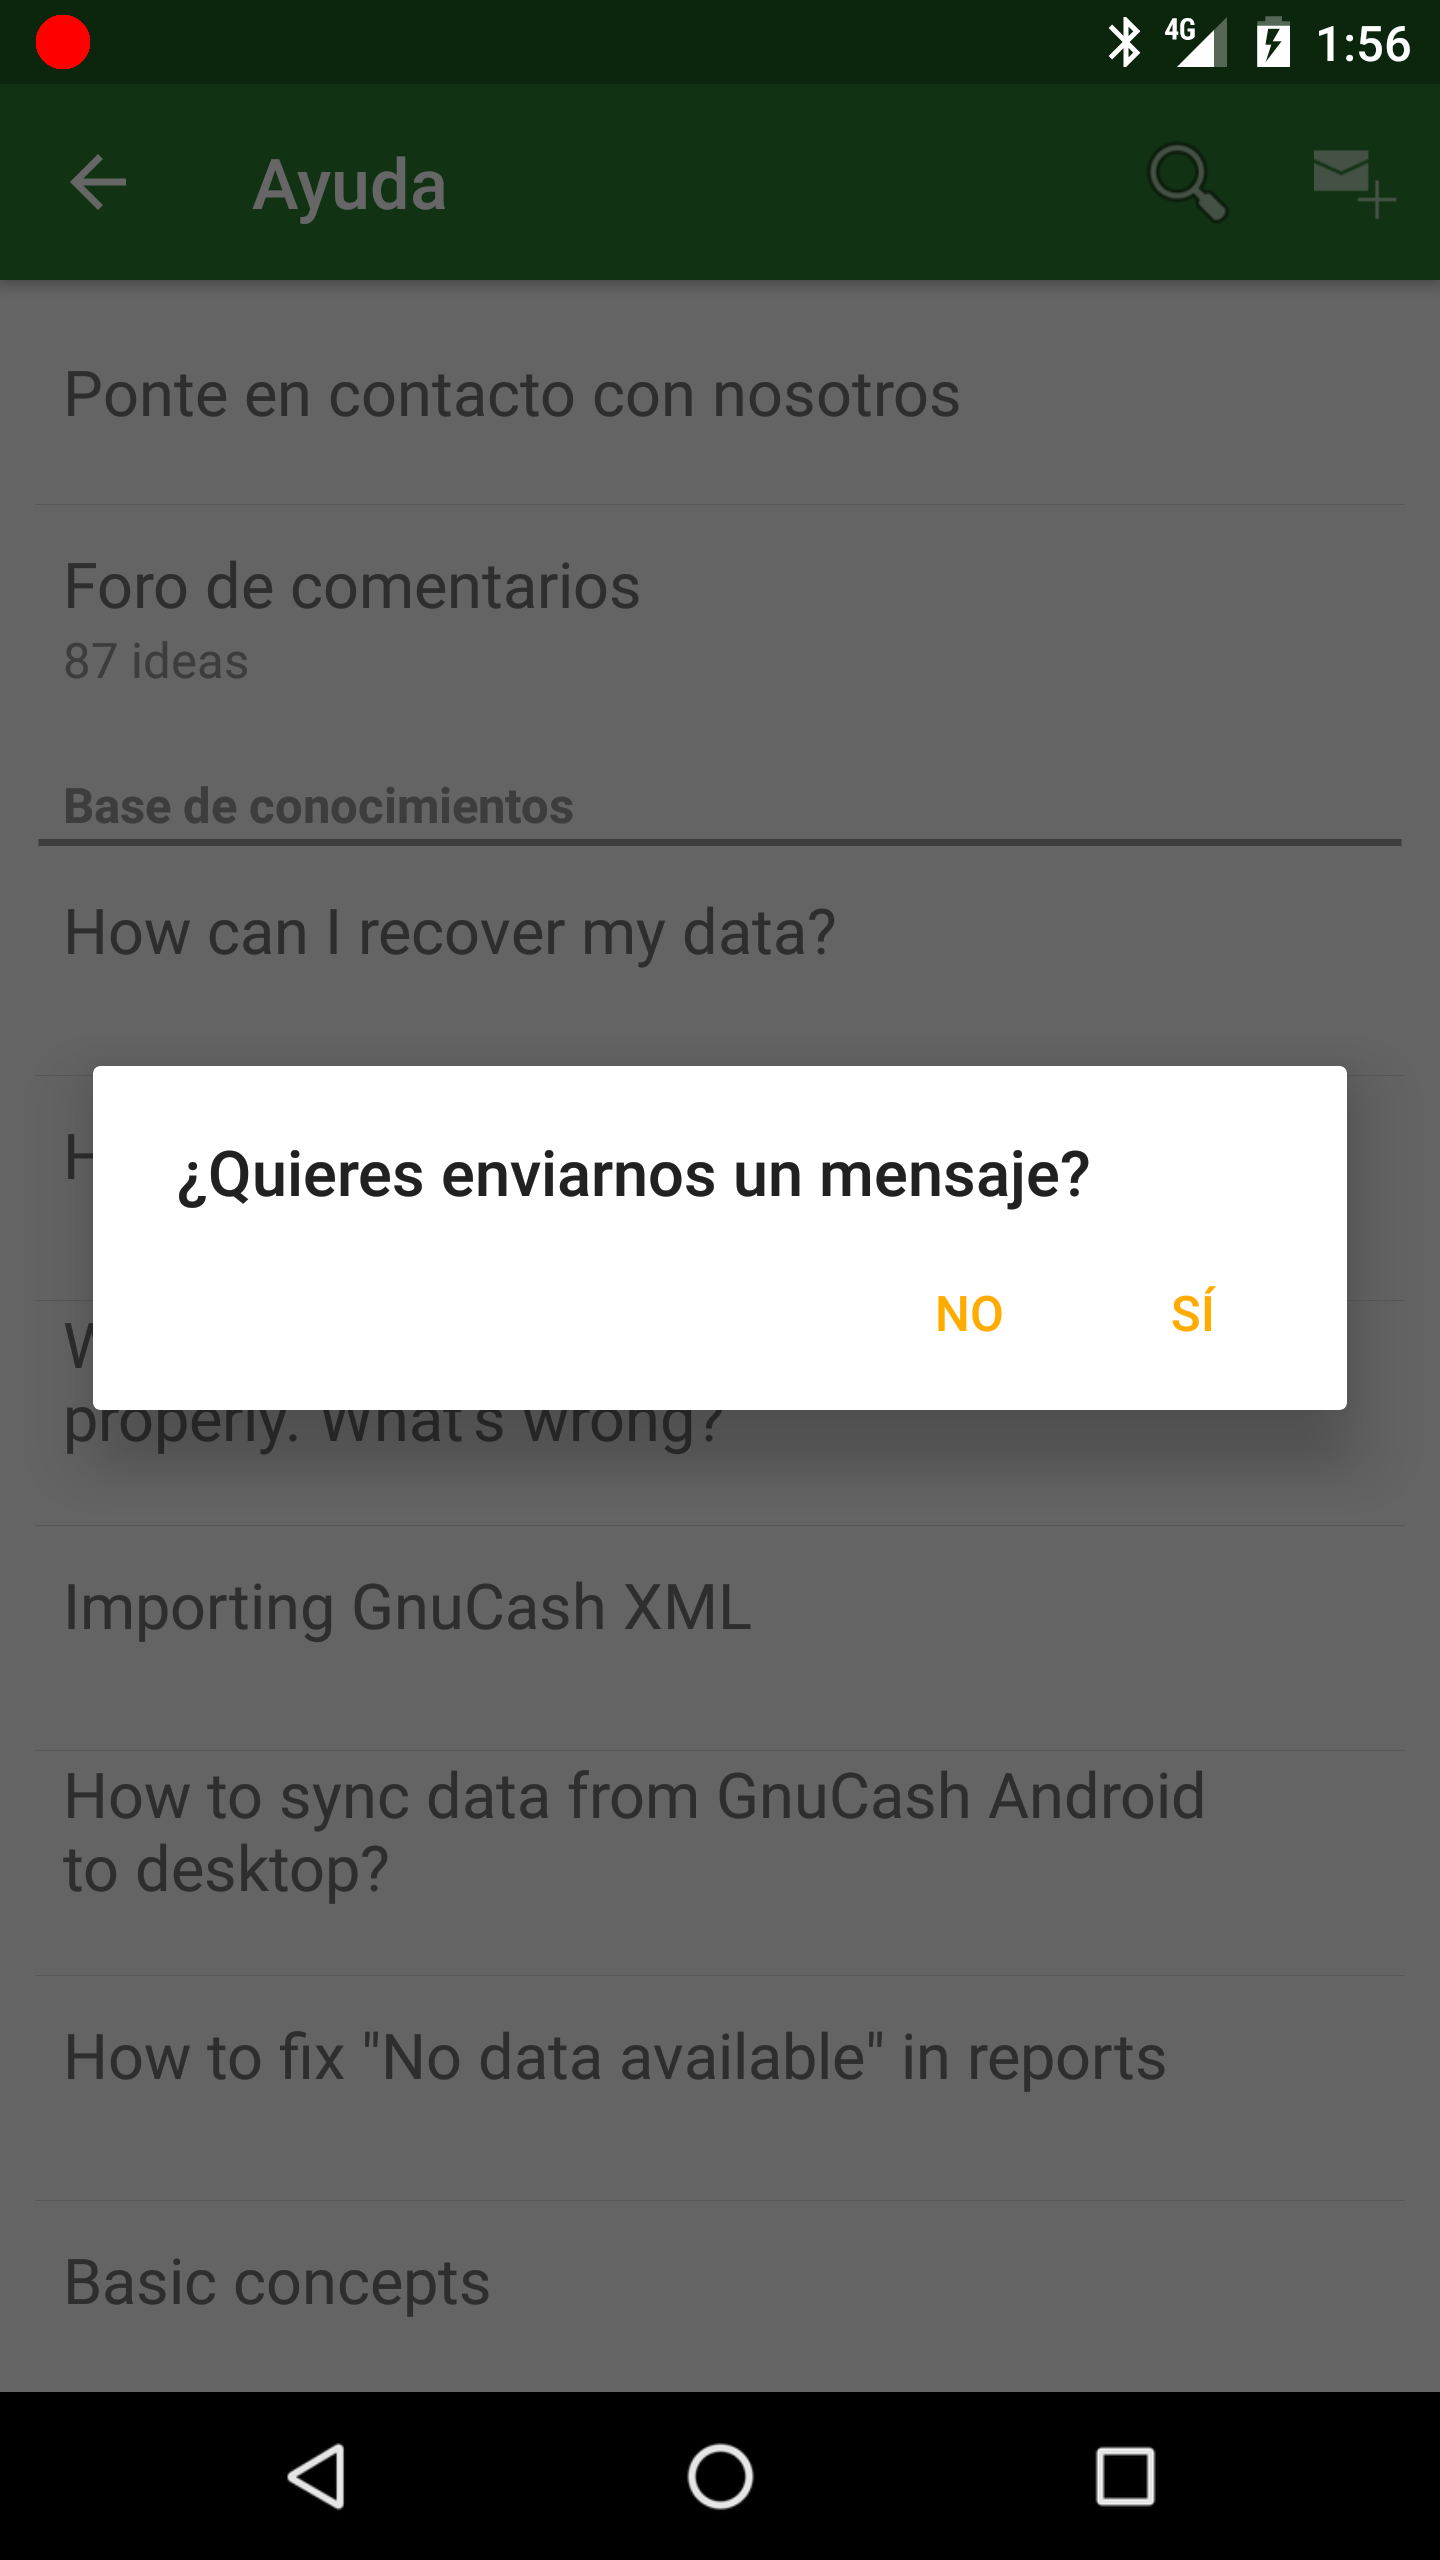 4G 1:56
Ayuda
Ponte en contacto con nosotros
Foro de comentarios
87 ideas
Base de conocimientos
How can I recover my data?
¿Quieres enviarnos un mensaje?
NO SÍ
properly. What's wrong?
Importing GnuCash XML
How to sync data from GnuCash Android
to desktop?
How to fix "No data available" in reports
Basic concepts